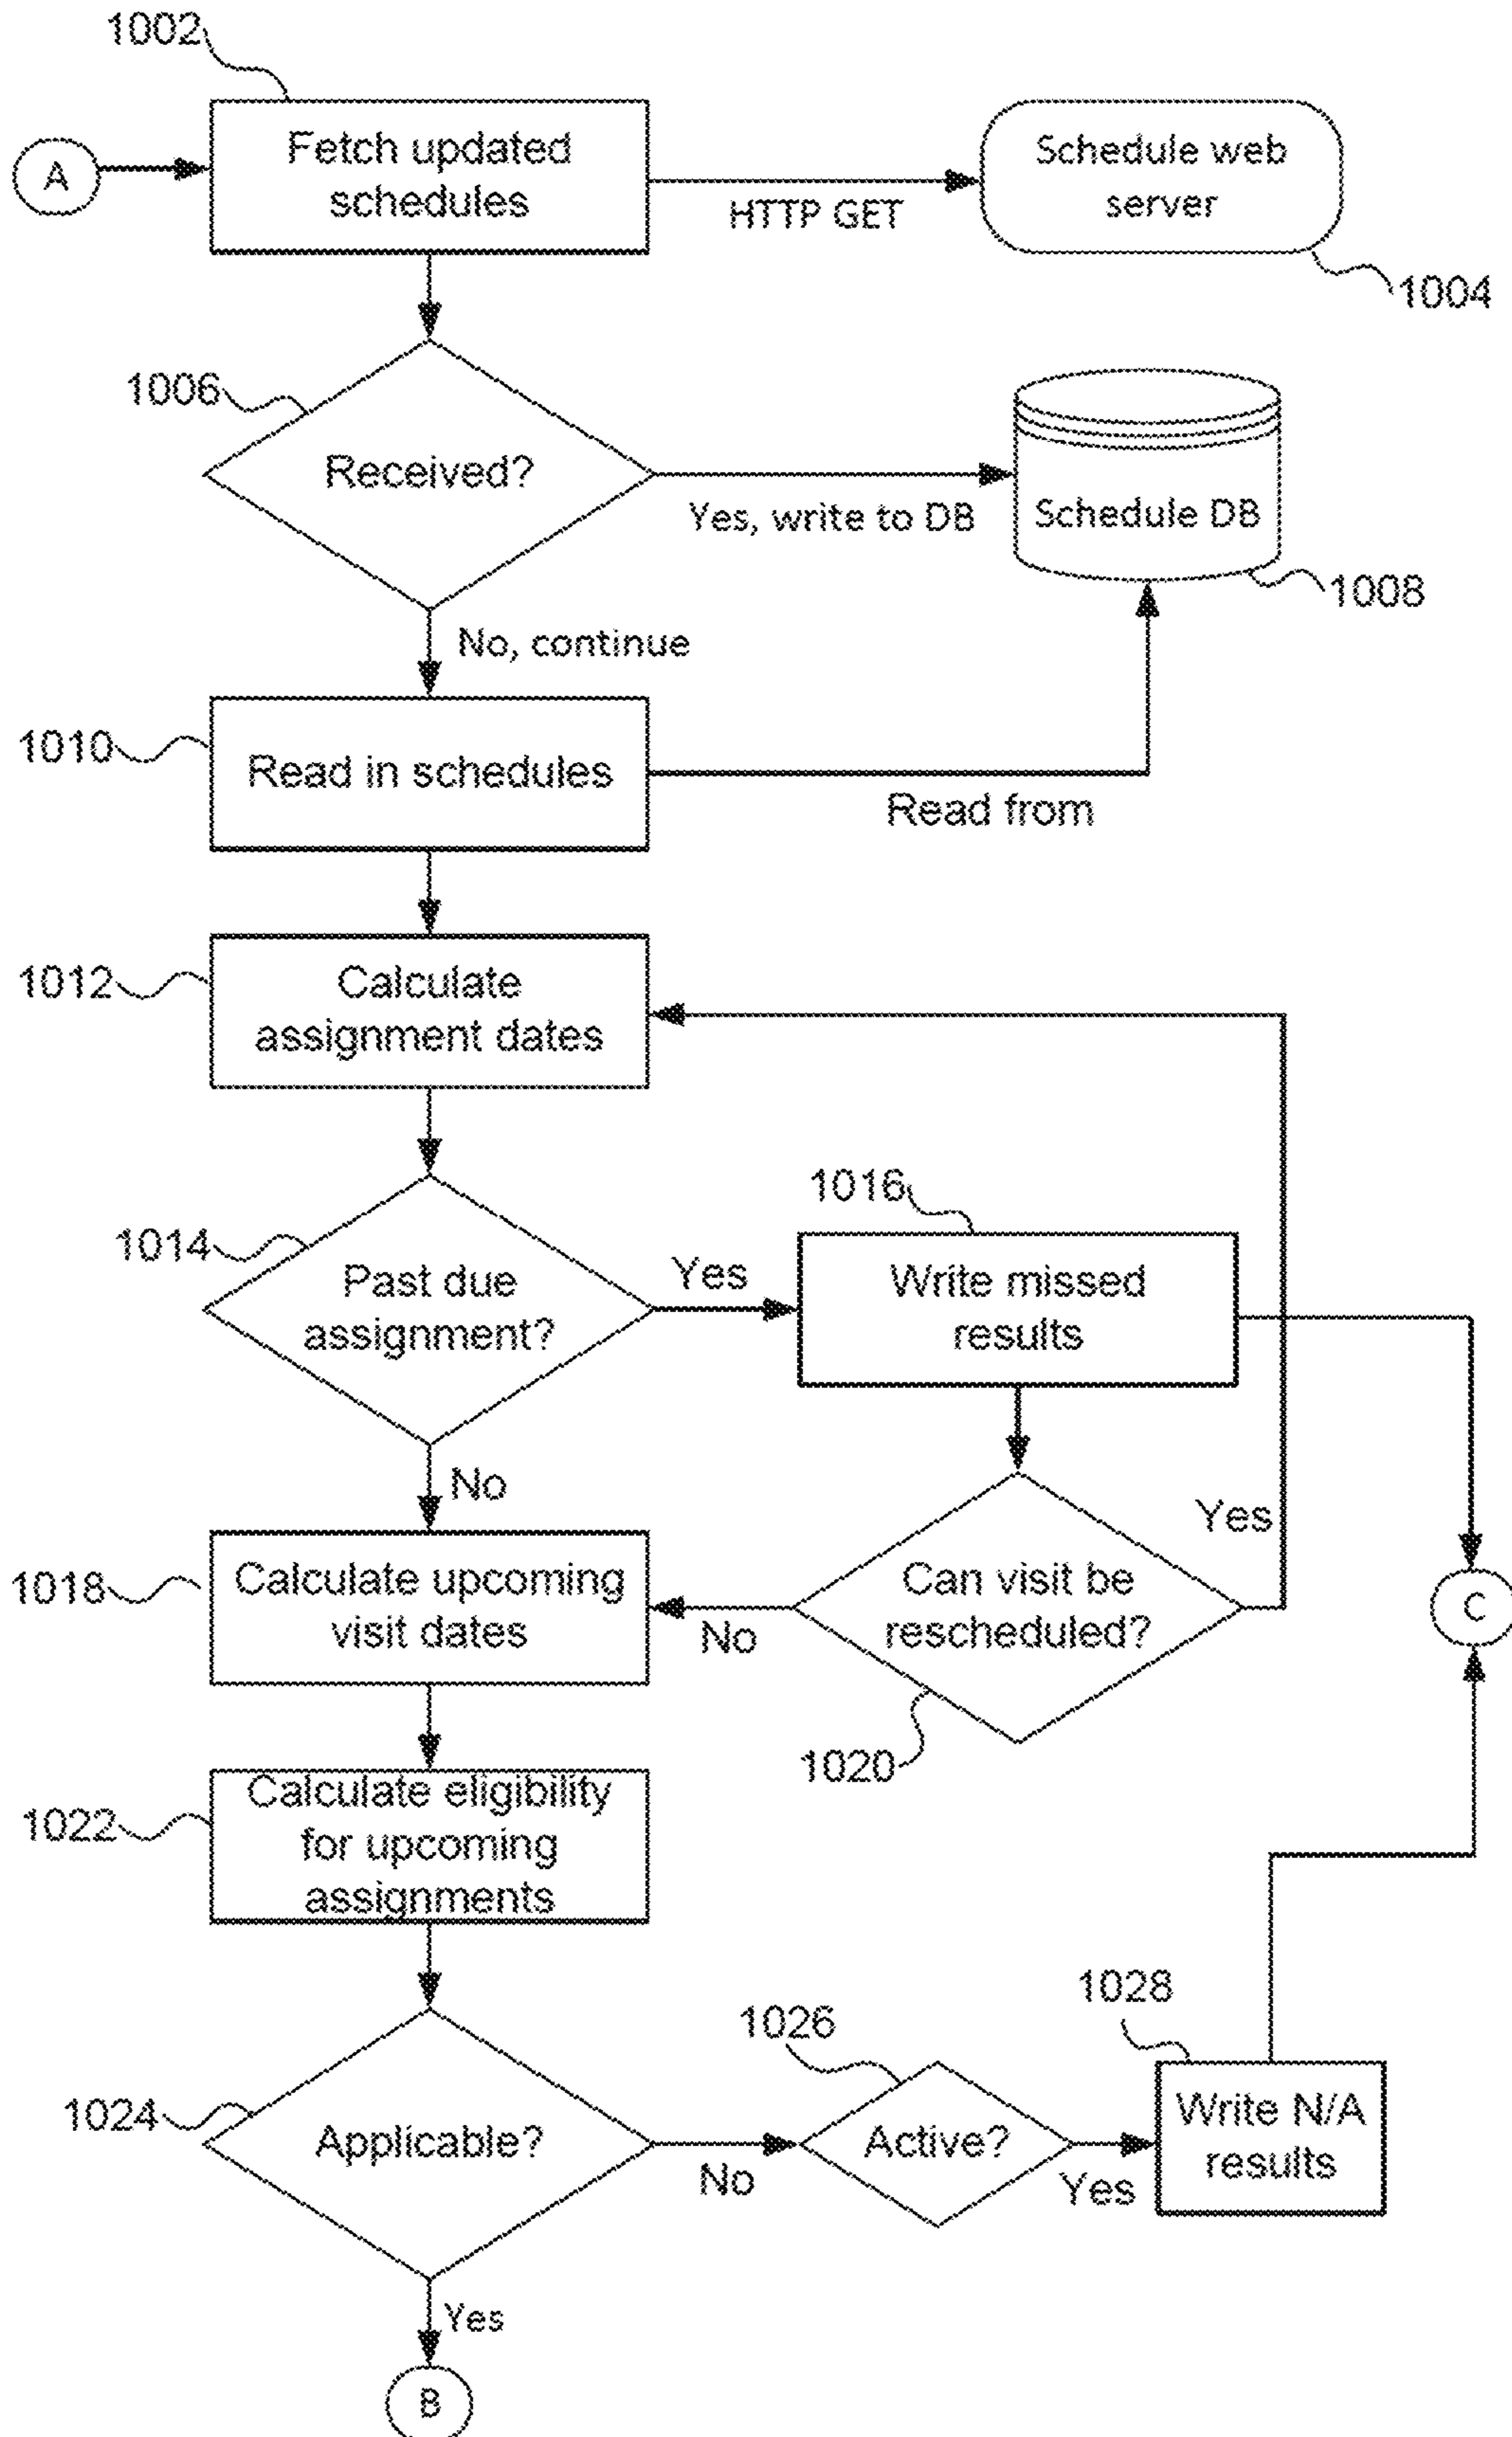 1002
A
Fetch updated
schedules
HTTP GET
Schedule web
server
1004
1006
Received?
Yes, write to DB
Schedule DB
1008
No, continue
1010
Read in schedules
Read from
1012
Calculate
assignment dates
1014
Past due
assignment?
Yes
1016
Write missed
results
No
1018
Calculate upcoming
visit dates
No
Can visit be
rescheduled?
Yes
1020
C
1022
Calculate eligibility
for upcoming
assignments
1024
Applicable?
No
1026
Active?
Yes
1028
Write N/A
results
Yes
B